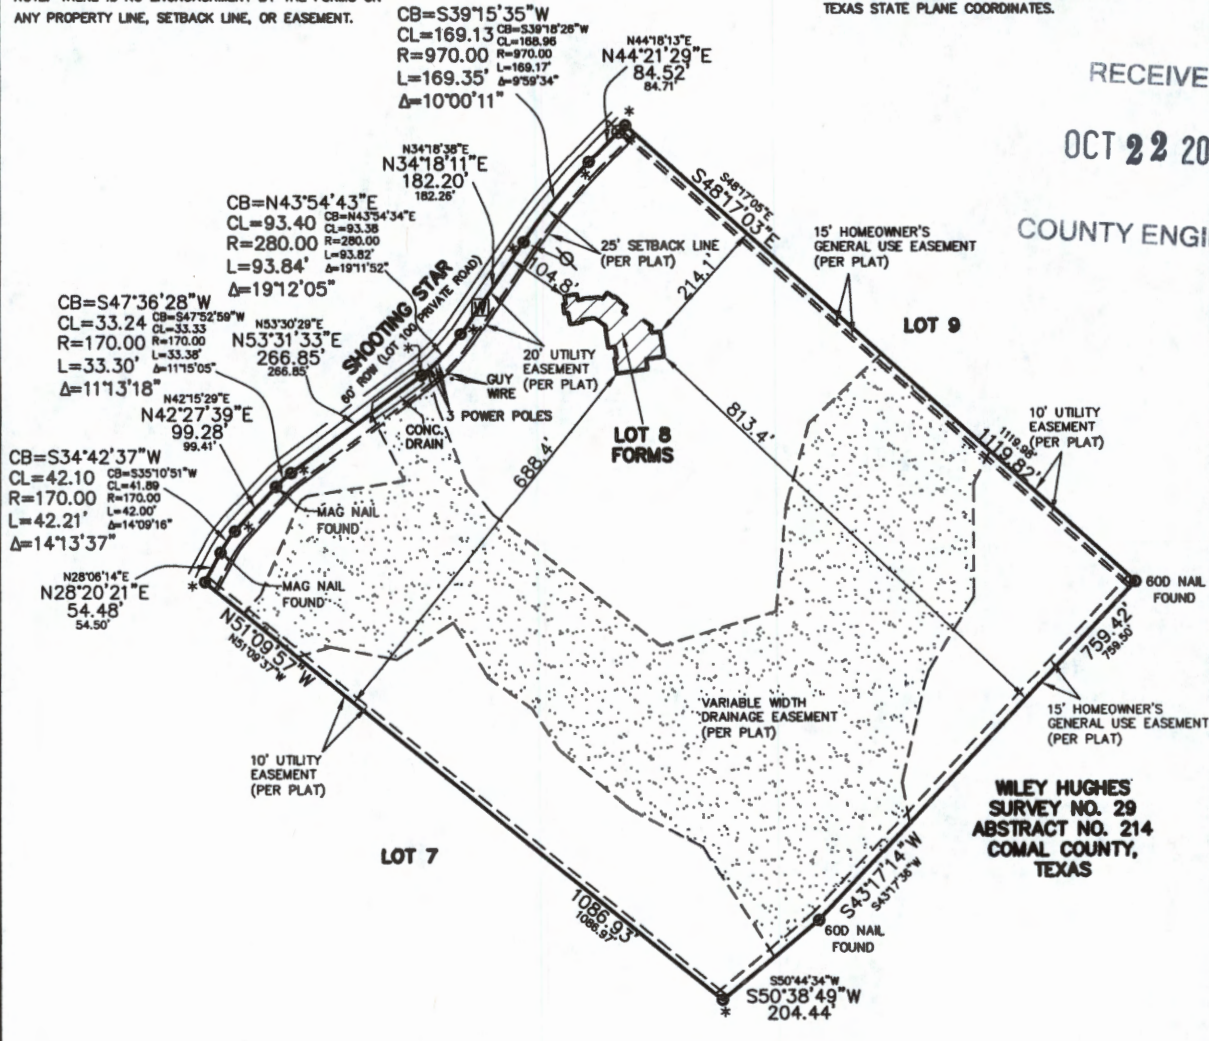 ANY PROPERTY LINE, SETBACK LINE, OR EASEMENT.
TEXAS STATE PLANE COORDINATES.
CB=S39°15'35"W
CL=169.13
R=970.00
L=169.35'
Δ=10°00'11"
CB=S39°18'26"W
CL=168.96
R=970.00
L=169.17'
Δ=9°59'34"
N44°18'13"E
N44°21'29"E
84.52'
84.71'
OCT 22 20
N34°18'38"E
N34°18'11"E
182.20'
182.26'
S48°17'05"E
S48°17'03"E
CB=N43°54'43"E
CL=93.40
R=280.00
L=93.84'
Δ=19°12'05"
CB=N43°54'34"E
CL=93.38
R=280.00
L=93.82'
Δ=19°11'52"
25' SETBACK LINE
(PER PLAT)
104.8'
214.1'
15' HOMEOWNER'S
GENERAL USE EASEMENT
(PER PLAT)
LOT 9
SHOOTING STAR
60' ROW (LOT 100 PRIVATE ROAD)
W
CB=S47°36'28"W
CL=33.24
R=170.00
L=33.30'
Δ=11°13'18"
CB=S47°52'59"W
CL=33.33
R=170.00
L=33.38'
Δ=11°15'05"
N53°30'29"E
N53°31'33"E
266.85'
266.85'
20' UTILITY
EASEMENT
(PER PLAT)
GUY
WIRE
3 POWER POLES
CONC.
DRAIN
LOT 8
FORMS
688.4'
813.4'
10' UTILITY
EASEMENT
(PER PLAT)
1119.98'
1119.82'
N42°15'29"E
N42°27'39"E
99.28'
99.41'
CB=S34°42'37"W
CL=42.10
R=170.00
L=42.21'
Δ=14°13'37"
CB=S35°10'51"W
CL=41.89
R=170.00
L=42.00'
Δ=14°09'16"
MAG NAIL
FOUND
MAG NAIL
FOUND
N28°06'14"E
N28°20'21"E
54.48'
54.50'
N51°09'57"W
N51°09'37"W
60D NAIL
FOUND
759.42'
759.50'
VARIABLE WIDTH
DRAINAGE EASEMENT
(PER PLAT)
15' HOMEOWNER'S
GENERAL USE EASEMENT
(PER PLAT)
10' UTILITY
EASEMENT
(PER PLAT)
WILEY HUGHES
SURVEY NO. 29
ABSTRACT NO. 214
COMAL COUNTY,
TEXAS
LOT 7
S43°17'14"W
S43°17'36"W
1086.93'
1086.97'
60D NAIL
FOUND
S50°44'34"W
S50°38'49"W
204.44'